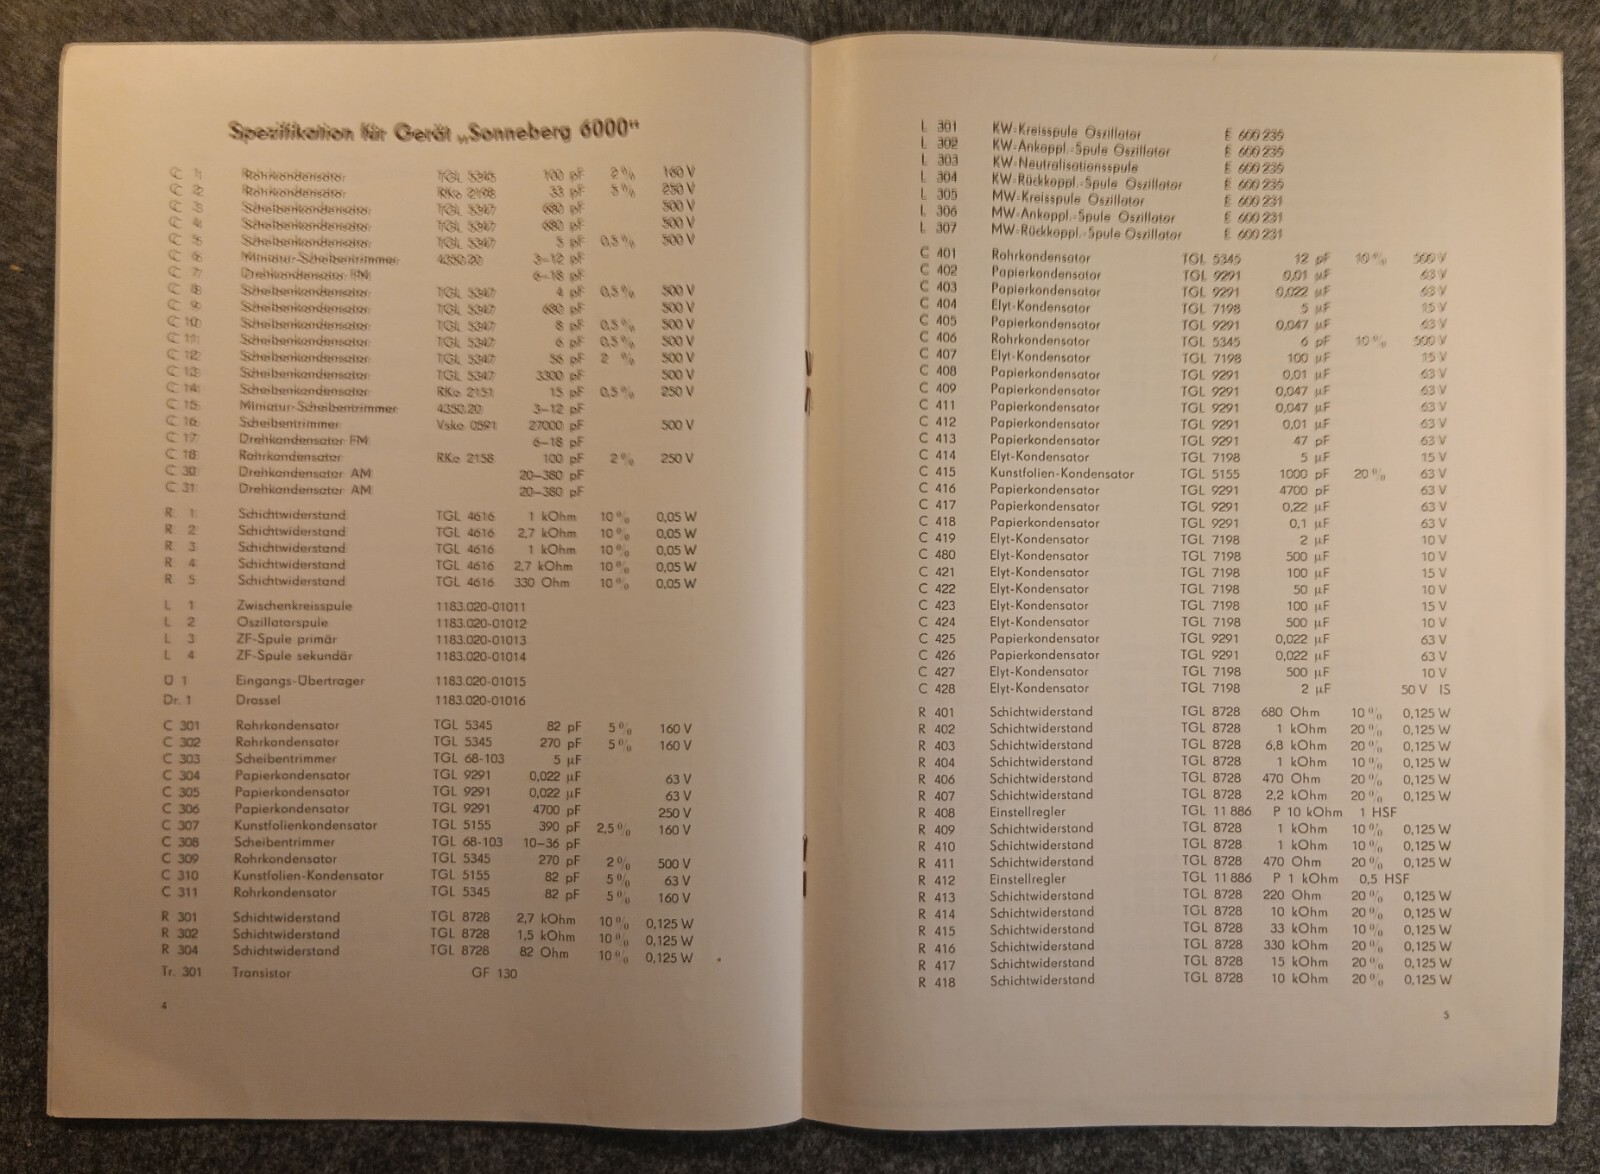 Spezifikation für Gerät „Sonneberg 6000“
C 1 Rohrkondensator TGL 5345 100 pF 2 % 160 V
C 2 Rohrkondensator RKo 2198 33 pF 5 % 250 V
C 3 Scheibenkondensator TGL 5347 680 pF 500 V
C 4 Scheibenkondensator TGL 5347 680 pF 500 V
C 5 Scheibenkondensator TGL 5347 5 pF 0,5 % 500 V
C 6 Miniatur-Scheibentrimmer 4350.20 3–12 pF
C 7 Drehkondensator FM 6–18 pF
C 8 Scheibenkondensator TGL 5347 4 pF 0,5 % 500 V
C 9 Scheibenkondensator TGL 5347 680 pF 500 V
C 10 Scheibenkondensator TGL 5347 8 pF 0,5 % 500 V
C 11 Scheibenkondensator TGL 5347 6 pF 0,5 % 500 V
C 12 Scheibenkondensator TGL 5347 56 pF 2 % 500 V
C 13 Scheibenkondensator TGL 5347 3300 pF 500 V
C 14 Scheibenkondensator RKo 2151 15 pF 0,5 % 250 V
C 15 Miniatur-Scheibentrimmer 4350.20 3–12 pF
C 16 Scheibentrimmer Vsko 0591 27000 pF 500 V
C 17 Drehkondensator FM 6–18 pF
C 18 Rohrkondensator RKo 2158 100 pF 2 % 250 V
C 30 Drehkondensator AM 20–380 pF
C 31 Drehkondensator AM 20–380 pF
R 1 Schichtwiderstand TGL 4616 1 kOhm 10 % 0,05 W
R 2 Schichtwiderstand TGL 4616 2,7 kOhm 10 % 0,05 W
R 3 Schichtwiderstand TGL 4616 1 kOhm 10 % 0,05 W
R 4 Schichtwiderstand TGL 4616 2,7 kOhm 10 % 0,05 W
R 5 Schichtwiderstand TGL 4616 330 Ohm 10 % 0,05 W
L 1 Zwischenkreisspule 1183.020-01011
L 2 Oszillatorspule 1183.020-01012
L 3 ZF-Spule primär 1183.020-01013
L 4 ZF-Spule sekundär 1183.020-01014
Ü 1 Eingangs-Übertrager 1183.020-01015
Dr. 1 Drossel 1183.020-01016
C 301 Rohrkondensator TGL 5345 82 pF 5 % 160 V
C 302 Rohrkondensator TGL 5345 270 pF 5 % 160 V
C 303 Scheibentrimmer TGL 68-103 5 µF
C 304 Papierkondensator TGL 9291 0,022 µF 63 V
C 305 Papierkondensator TGL 9291 0,022 µF 63 V
C 306 Papierkondensator TGL 9291 4700 pF 250 V
C 307 Kunstfolienkondensator TGL 5155 390 pF 2,5 % 160 V
C 308 Scheibentrimmer TGL 68-103 10–36 pF
C 309 Rohrkondensator TGL 5345 270 pF 2 % 500 V
C 310 Kunstfolien-Kondensator TGL 5155 82 pF 5 % 63 V
C 311 Rohrkondensator TGL 5345 82 pF 5 % 160 V
R 301 Schichtwiderstand TGL 8728 2,7 kOhm 10 % 0,125 W
R 302 Schichtwiderstand TGL 8728 1,5 kOhm 10 % 0,125 W
R 304 Schichtwiderstand TGL 8728 82 Ohm 10 % 0,125 W
Tr. 301 Transistor GF 130
4
L 301 KW-Kreisspule Oszillator E 600 235
L 302 KW-Ankoppl.-Spule Oszillator E 600 235
L 303 KW-Neutralisationsspule E 600 235
L 304 KW-Rückkoppl.-Spule Oszillator E 600 235
L 305 MW-Kreisspule Oszillator E 600 231
L 306 MW-Ankoppl.-Spule Oszillator E 600 231
L 307 MW-Rückkoppl.-Spule Oszillator E 600 231
C 401 Rohrkondensator TGL 5345 12 pF 10 % 500 V
C 402 Papierkondensator TGL 9291 0,01 µF 63 V
C 403 Papierkondensator TGL 9291 0,022 µF 63 V
C 404 Elyt-Kondensator TGL 7198 5 µF 15 V
C 405 Papierkondensator TGL 9291 0,047 µF 63 V
C 406 Rohrkondensator TGL 5345 6 pF 10 % 500 V
C 407 Elyt-Kondensator TGL 7198 100 µF 15 V
C 408 Papierkondensator TGL 9291 0,01 µF 63 V
C 409 Papierkondensator TGL 9291 0,047 µF 63 V
C 411 Papierkondensator TGL 9291 0,047 µF 63 V
C 412 Papierkondensator TGL 9291 0,01 µF 63 V
C 413 Papierkondensator TGL 9291 47 pF 63 V
C 414 Elyt-Kondensator TGL 7198 5 µF 15 V
C 415 Kunstfolien-Kondensator TGL 5155 1000 pF 20 % 63 V
C 416 Papierkondensator TGL 9291 4700 pF 63 V
C 417 Papierkondensator TGL 9291 0,22 µF 63 V
C 418 Papierkondensator TGL 9291 0,1 µF 63 V
C 419 Elyt-Kondensator TGL 7198 2 µF 10 V
C 480 Elyt-Kondensator TGL 7198 500 µF 10 V
C 421 Elyt-Kondensator TGL 7198 100 µF 15 V
C 422 Elyt-Kondensator TGL 7198 50 µF 10 V
C 423 Elyt-Kondensator TGL 7198 100 µF 15 V
C 424 Elyt-Kondensator TGL 7198 500 µF 10 V
C 425 Papierkondensator TGL 9291 0,022 µF 63 V
C 426 Papierkondensator TGL 9291 0,022 µF 63 V
C 427 Elyt-Kondensator TGL 7198 500 µF 10 V
C 428 Elyt-Kondensator TGL 7198 2 µF 50 V IS
R 401 Schichtwiderstand TGL 8728 680 Ohm 10 % 0,125 W
R 402 Schichtwiderstand TGL 8728 1 kOhm 20 % 0,125 W
R 403 Schichtwiderstand TGL 8728 6,8 kOhm 20 % 0,125 W
R 404 Schichtwiderstand TGL 8728 1 kOhm 10 % 0,125 W
R 406 Schichtwiderstand TGL 8728 470 Ohm 20 % 0,125 W
R 407 Schichtwiderstand TGL 8728 2,2 kOhm 20 % 0,125 W
R 408 Einstellregler TGL 11 886 P 10 kOhm 1 HSF
R 409 Schichtwiderstand TGL 8728 1 kOhm 10 % 0,125 W
R 410 Schichtwiderstand TGL 8728 1 kOhm 10 % 0,125 W
R 411 Schichtwiderstand TGL 8728 470 Ohm 20 % 0,125 W
R 412 Einstellregler TGL 11 886 P 1 kOhm 0,5 HSF
R 413 Schichtwiderstand TGL 8728 220 Ohm 20 % 0,125 W
R 414 Schichtwiderstand TGL 8728 10 kOhm 20 % 0,125 W
R 415 Schichtwiderstand TGL 8728 33 kOhm 10 % 0,125 W
R 416 Schichtwiderstand TGL 8728 330 kOhm 20 % 0,125 W
R 417 Schichtwiderstand TGL 8728 15 kOhm 20 % 0,125 W
R 418 Schichtwiderstand TGL 8728 10 kOhm 20 % 0,125 W
5